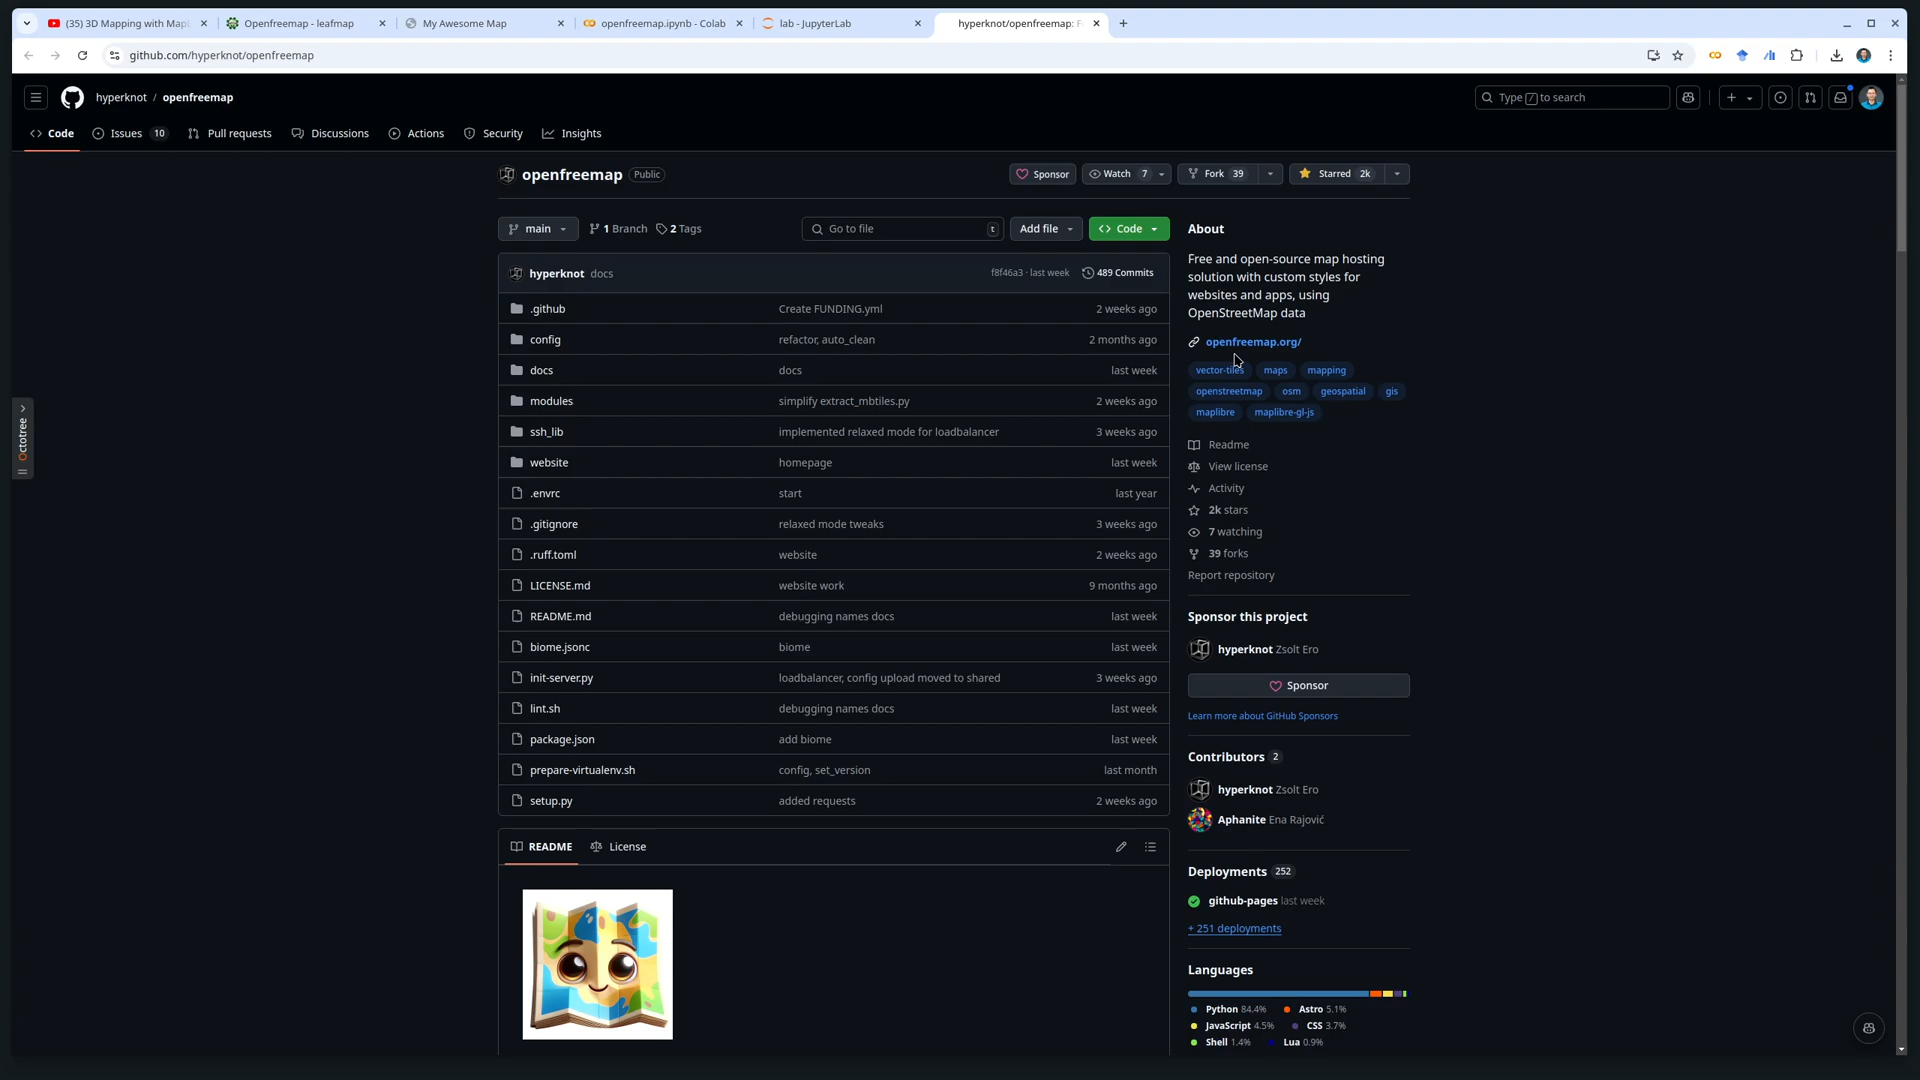 (35) 3D Mapping with Mapl
Openfreemap - leafmap
My Awesome Map
openfreemap.ipynb - Colab
lab - JupyterLab
hyperknot/openfreemap: F
github.com/hyperknot/openfreemap
hyperknot / openfreemap
Type / to search
Code
Issues 10
Pull requests
Discussions
Actions
Security
Insights
openfreemap Public
Sponsor
Watch 7
Fork 39
Starred 2k
main
1 Branch
2 Tags
Go to file
t
Add file
Code
hyperknot docs
f8f46a3 · last week
489 Commits
.github Create FUNDING.yml 2 weeks ago
config refactor, auto_clean 2 months ago
docs docs last week
modules simplify extract_mbtiles.py 2 weeks ago
ssh_lib implemented relaxed mode for loadbalancer 3 weeks ago
website homepage last week
.envrc start last year
.gitignore relaxed mode tweaks 3 weeks ago
.ruff.toml website 2 weeks ago
LICENSE.md website work 9 months ago
README.md debugging names docs last week
biome.jsonc biome last week
init-server.py loadbalancer, config upload moved to shared 3 weeks ago
lint.sh debugging names docs last week
package.json add biome last week
prepare-virtualenv.sh config, set_version last month
setup.py added requests 2 weeks ago
README
License
About
Free and open-source map hosting
solution with custom styles for
websites and apps, using
OpenStreetMap data
openfreemap.org/
vector-tiles maps mapping
openstreetmap osm geospatial gis
maplibre maplibre-gl-js
Readme
View license
Activity
2k stars
7 watching
39 forks
Report repository
Sponsor this project
hyperknot Zsolt Ero
Sponsor
Learn more about GitHub Sponsors
Contributors 2
hyperknot Zsolt Ero
Aphanite Ena Rajović
Deployments 252
github-pages last week
+ 251 deployments
Languages
Python 84.4% Astro 5.1%
JavaScript 4.5% CSS 3.7%
Shell 1.4% Lua 0.9%
Octotree